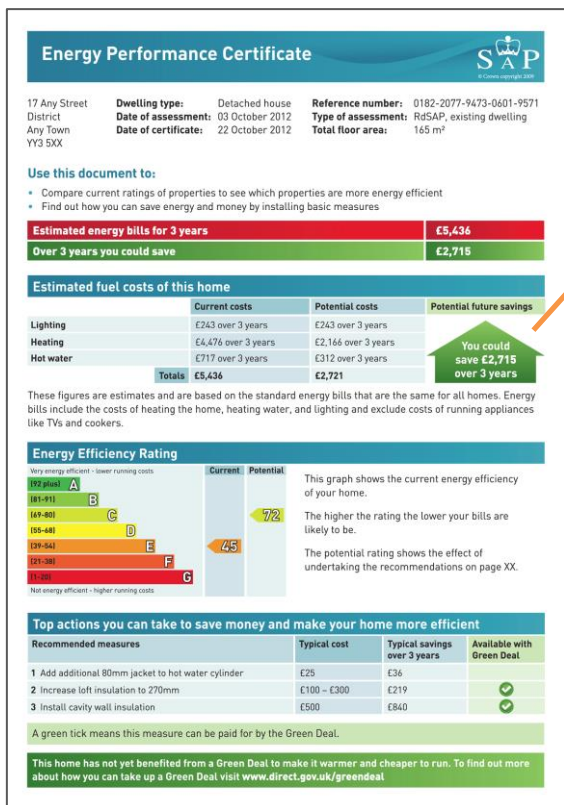 Energy Performance Certificate
SAP
© Crown copyright 2009
17 Any Street
District
Any Town
YY3 5XX
Dwelling type: Detached house
Date of assessment: 03 October 2012
Date of certificate: 22 October 2012
Reference number: 0182-2077-9473-0601-9571
Type of assessment: RdSAP, existing dwelling
Total floor area: 165 m²
Use this document to:
• Compare current ratings of properties to see which properties are more energy efficient
• Find out how you can save energy and money by installing basic measures
Estimated energy bills for 3 years £5,436
Over 3 years you could save £2,715
Estimated fuel costs of this home
Current costs Potential costs Potential future savings
Lighting £243 over 3 years £243 over 3 years
Heating £4,476 over 3 years £2,166 over 3 years
Hot water £717 over 3 years £312 over 3 years
Totals £5,436 £2,721
You could
save £2,715
over 3 years
These figures are estimates and are based on the standard energy bills that are the same for all homes. Energy
bills include the costs of heating the home, heating water, and lighting and exclude costs of running appliances
like TVs and cookers.
Energy Efficiency Rating
Very energy efficient - lower running costs Current Potential
(92 plus) A
(81-91) B
(69-80) C 72
(55-68) D
(39-54) E 45
(21-38) F
(1-20) G
Not energy efficient - higher running costs
This graph shows the current energy efficiency
of your home.
The higher the rating the lower your bills are
likely to be.
The potential rating shows the effect of
undertaking the recommendations on page XX.
Top actions you can take to save money and make your home more efficient
Recommended measures Typical cost Typical savings over 3 years Available with Green Deal
1 Add additional 80mm jacket to hot water cylinder £25 £36
2 Increase loft insulation to 270mm £100 – £300 £219
3 Install cavity wall insulation £500 £840
A green tick means this measure can be paid for by the Green Deal.
This home has not yet benefited from a Green Deal to make it warmer and cheaper to run. To find out more
about how you can take up a Green Deal visit www.direct.gov.uk/greendeal